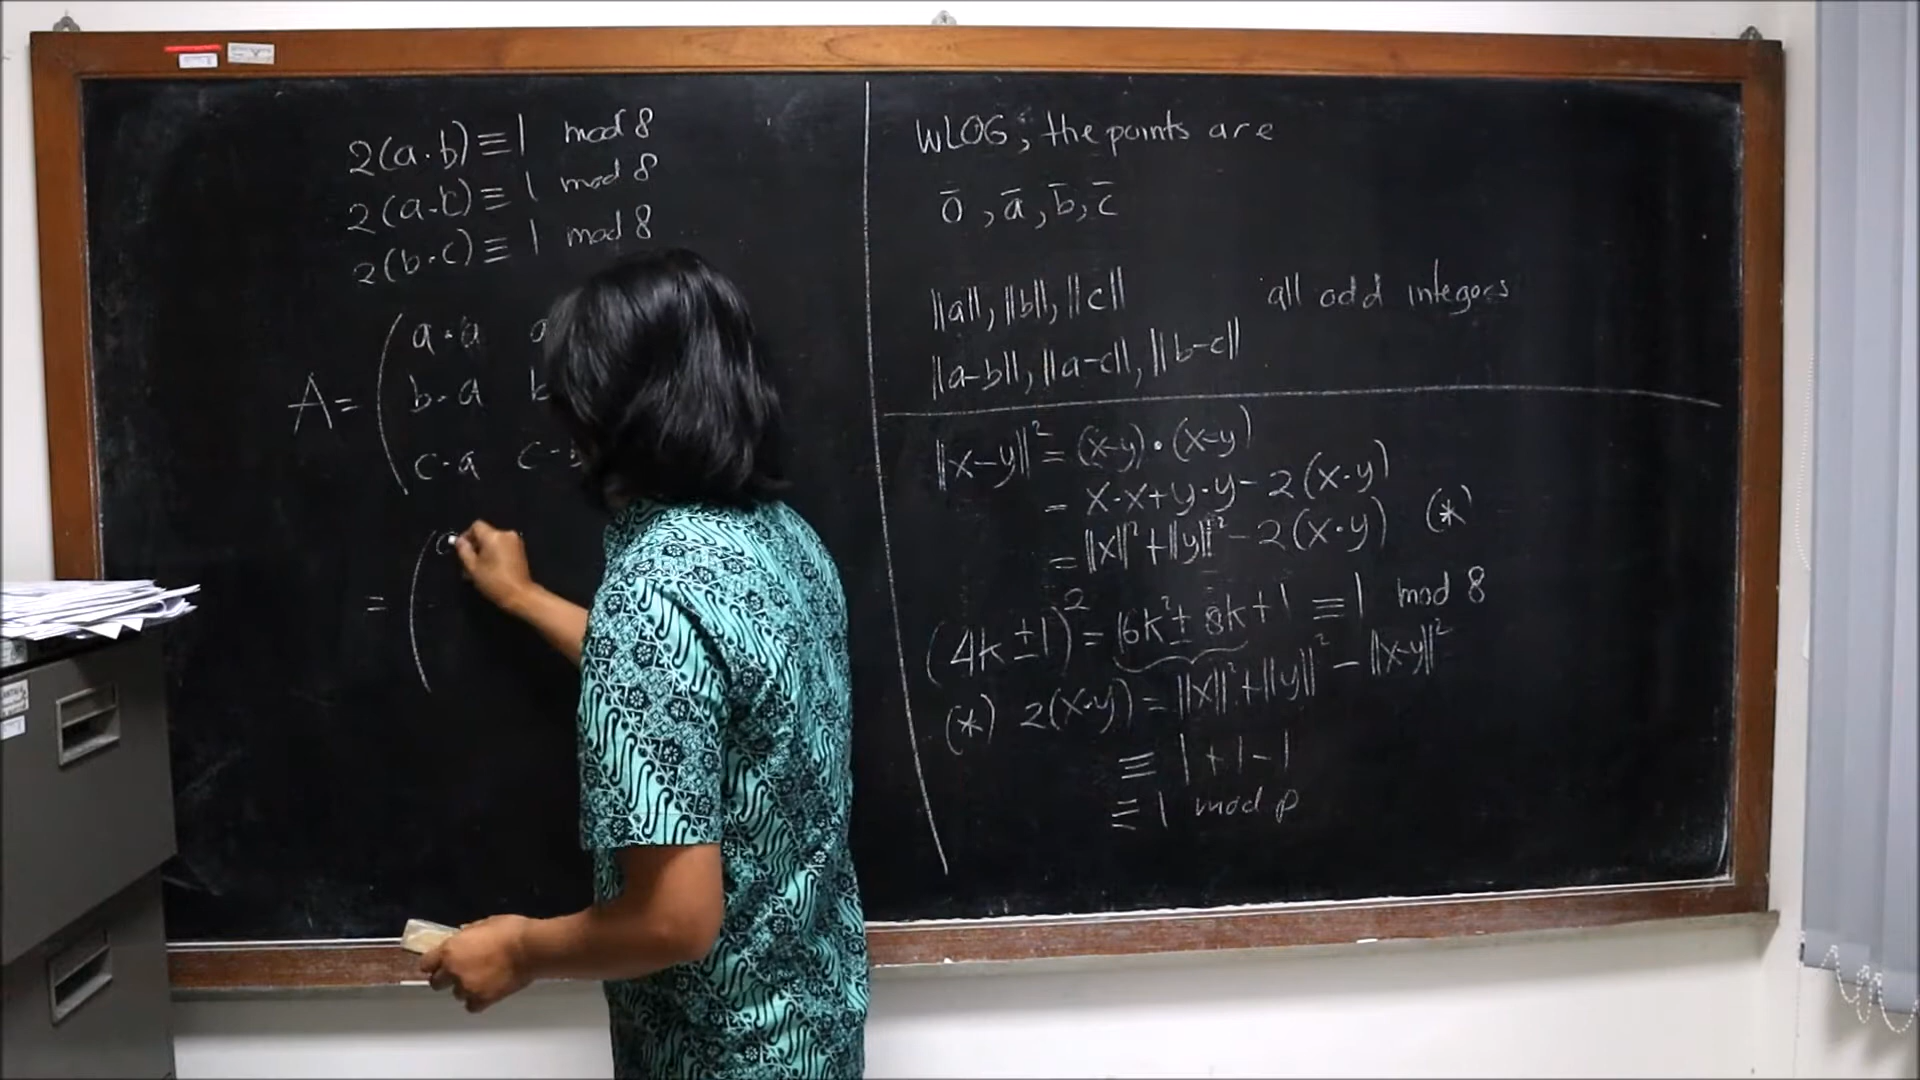 2(a·b) ≡ 1 mod 8
2(a·c) ≡ 1 mod 8
2(b·c) ≡ 1 mod 8
A = ( a·a a
b·a b
c·a c·b
= (
WLOG, the points are
0̄, ā, b̄, c̄
||a||, ||b||, ||c|| all odd integers
||a-b||, ||a-c||, ||b-c||
||x-y||² = (x-y)·(x-y)
= x·x+y·y-2(x·y)
= ||x||²+||y||²-2(x·y) (*)
(4k±1)² = 16k²±8k+1 ≡ 1 mod 8
(*) 2(x·y) = ||x||²+||y||²-||x-y||²
≡ 1+1-1
≡ 1 mod 8